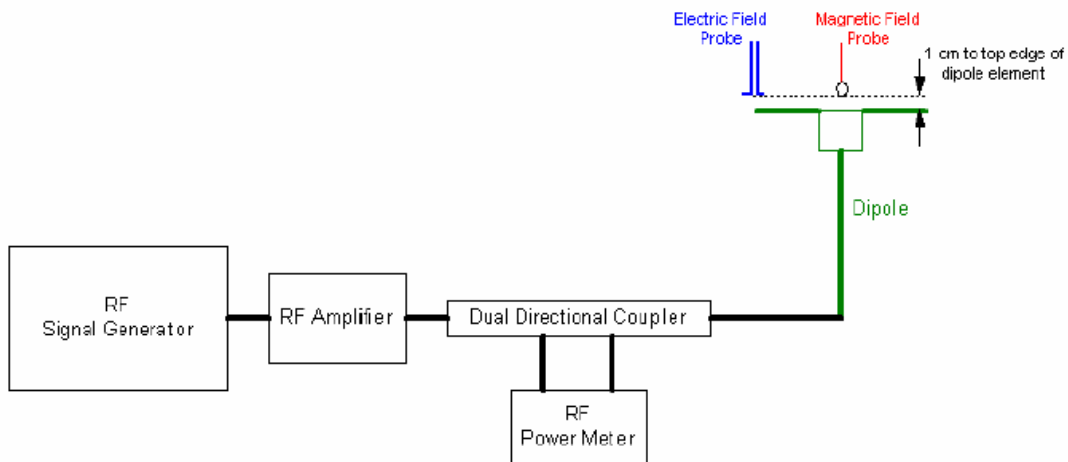 Electric Field
Probe
Magnetic Field
Probe
1 cm to top edge of
dipole element
Dipole
RF
Signal Generator
RF Amplifier
Dual Directional Coupler
RF
Power Meter